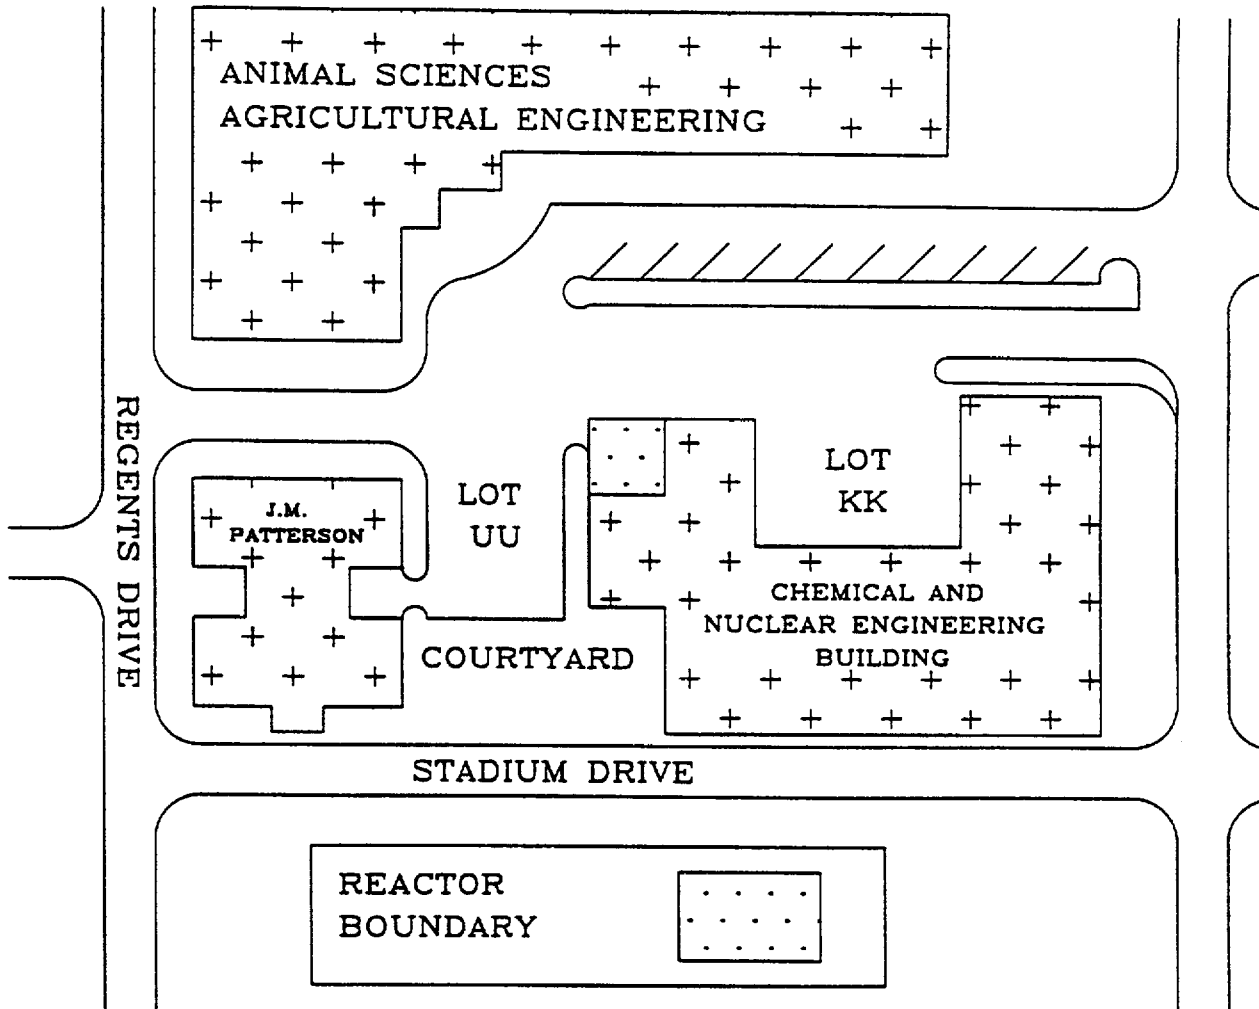 ANIMAL SCIENCES
AGRICULTURAL ENGINEERING
REGENTS DRIVE
J.M.
PATTERSON
LOT
UU
LOT
KK
CHEMICAL AND
NUCLEAR ENGINEERING
BUILDING
COURTYARD
STADIUM DRIVE
REACTOR
BOUNDARY